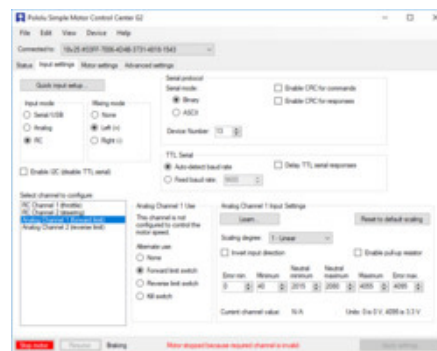 Pololu Simple Motor Control Center G2
File Edit View Device Help
Connected to:
Status Input settings Motor settings Advanced settings
Quick input setup...
Input mode
Serial/USB
Analog
RC
Mixing mode
None
Left (+)
Right (-)
Enable I2C (disable TTL serial)
Serial protocol
Serial mode:
Binary
ASCII
Enable CRC for commands
Enable CRC for responses
Device Number: 13
TTL Serial
Auto-detect baud rate
Fixed baud rate: 9600
Delay TTL serial responses
Select channel to configure:
RC Channel 1 (throttle)
RC Channel 2 (steering)
Analog Channel 1 (forward limit)
Analog Channel 2 (reverse limit)
Analog Channel 1 Use
This channel is not
configured to control the
motor speed.
Alternate use:
None
Forward limit switch
Reverse limit switch
Kill switch
Analog Channel 1 Input Settings
Learn...
Reset to default scaling
Scaling degree: 1 - Linear
Invert input direction
Enable pull-up resistor
Error min. Minimum Neutral minimum Neutral maximum Maximum Error max.
0 40 2015 2080 4055 4095
Current channel value: N/A
Units: 0 is 0 V, 4095 is 3.3 V
Stop motor Resume Braking Motor stopped because required channel is invalid Apply settings